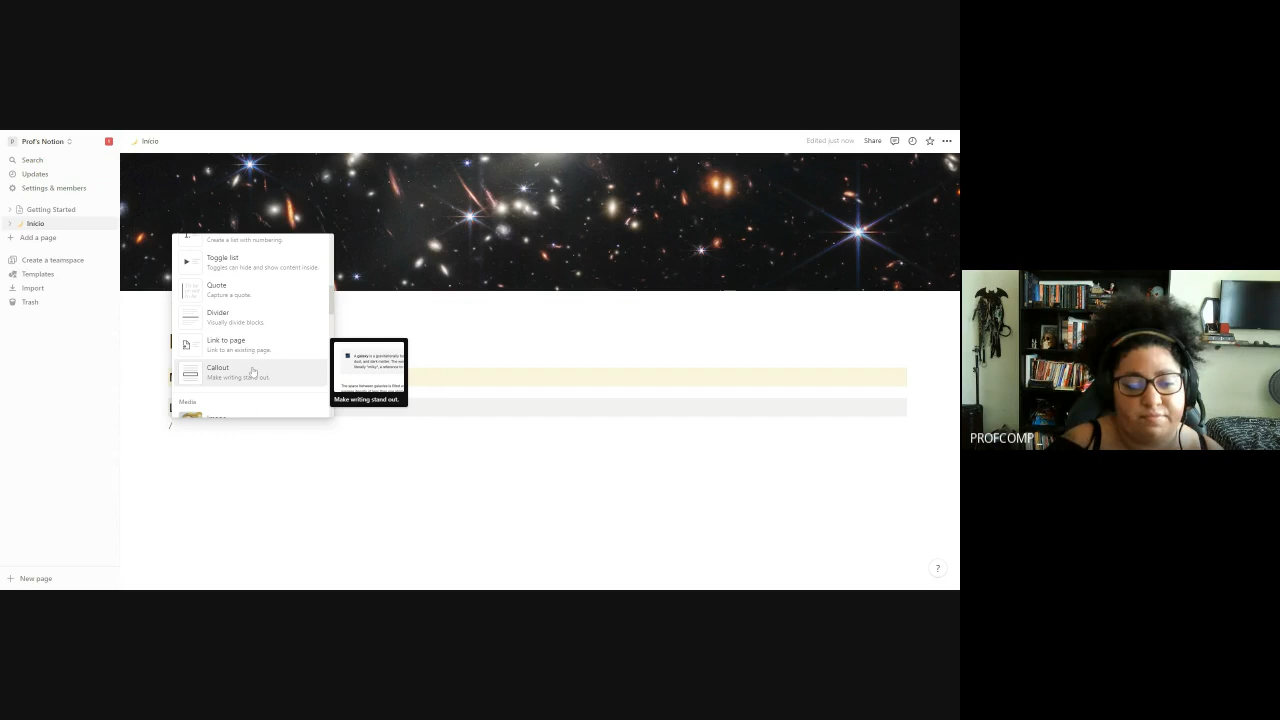 P Prof's Notion
Search
Updates
Settings & members
Getting Started
Início
Add a page
Create a teamspace
Templates
Import
Trash
New page
Início
Edited just now Share
Create a list with numbering.
Toggle list
Toggles can hide and show content inside.
Quote
Capture a quote.
Divider
Visually divide blocks.
Link to page
Link to an existing page.
Callout
Make writing stand out.
Media
Make writing stand out.
/
?
PROFCOMP _